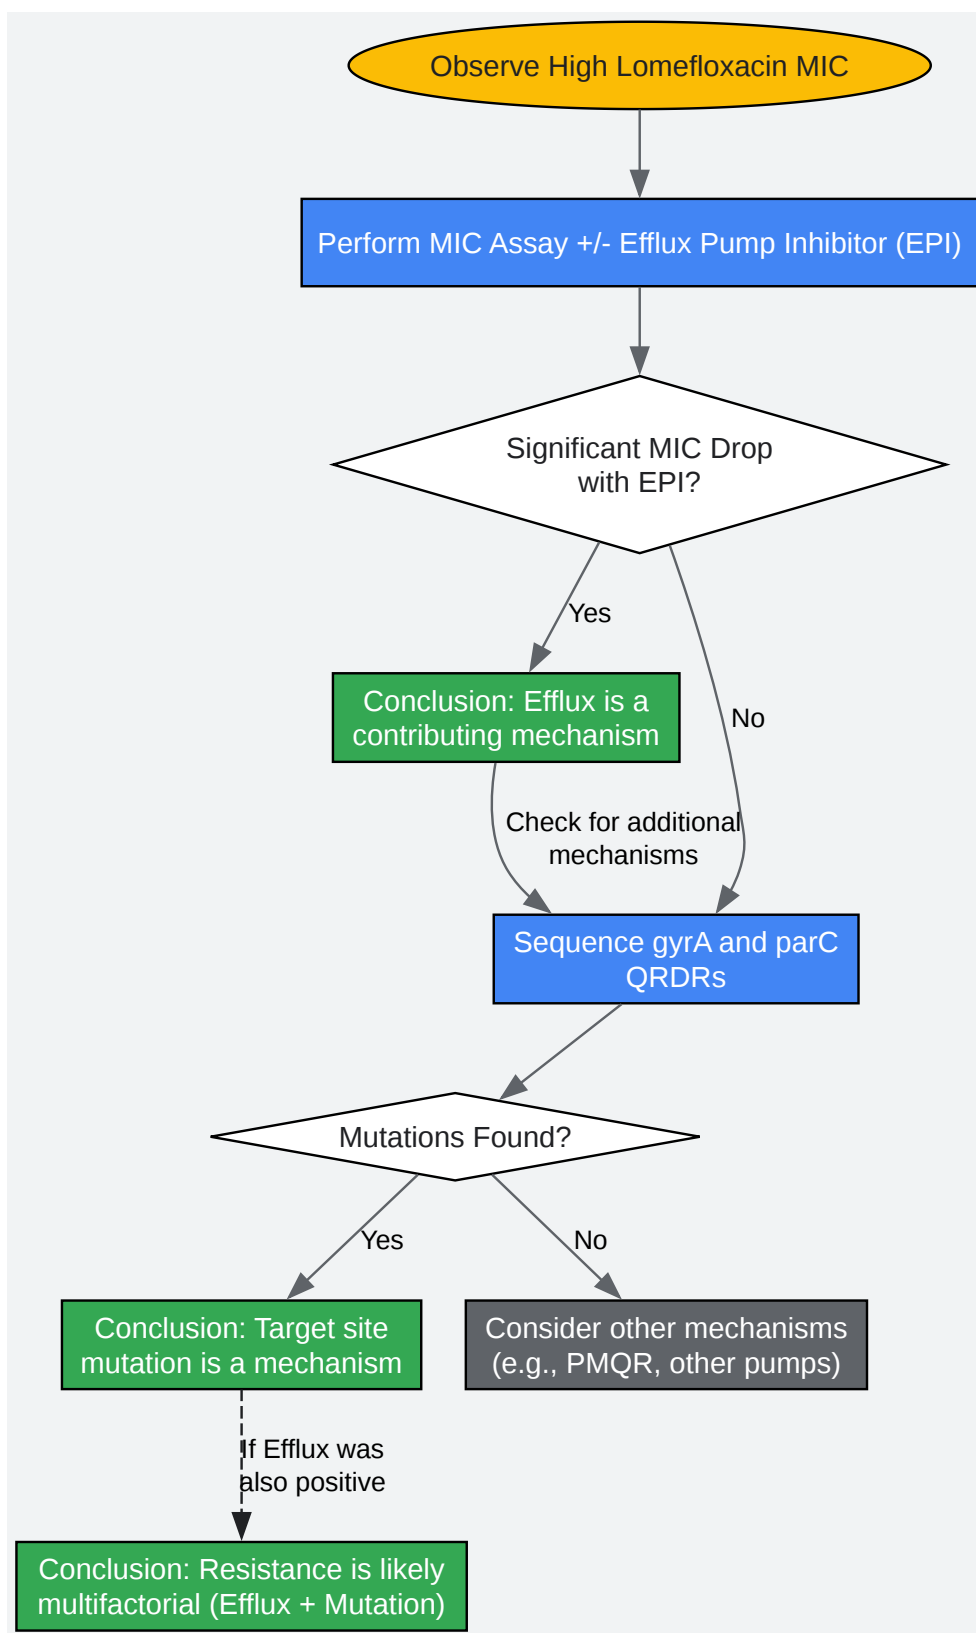 Observe High Lomefloxacin MIC
Perform MIC Assay +/- Efflux Pump Inhibitor (EPI)
Significant MIC Drop
with EPI?
Yes
Conclusion: Efflux is a
contributing mechanism
No
Check for additional
mechanisms
Sequence gyrA and parC
QRDRs
Mutations Found?
Yes
No
Conclusion: Target site
mutation is a mechanism
Consider other mechanisms
(e.g., PMQR, other pumps)
If Efflux was
also positive
Conclusion: Resistance is likely
multifactorial (Efflux + Mutation)